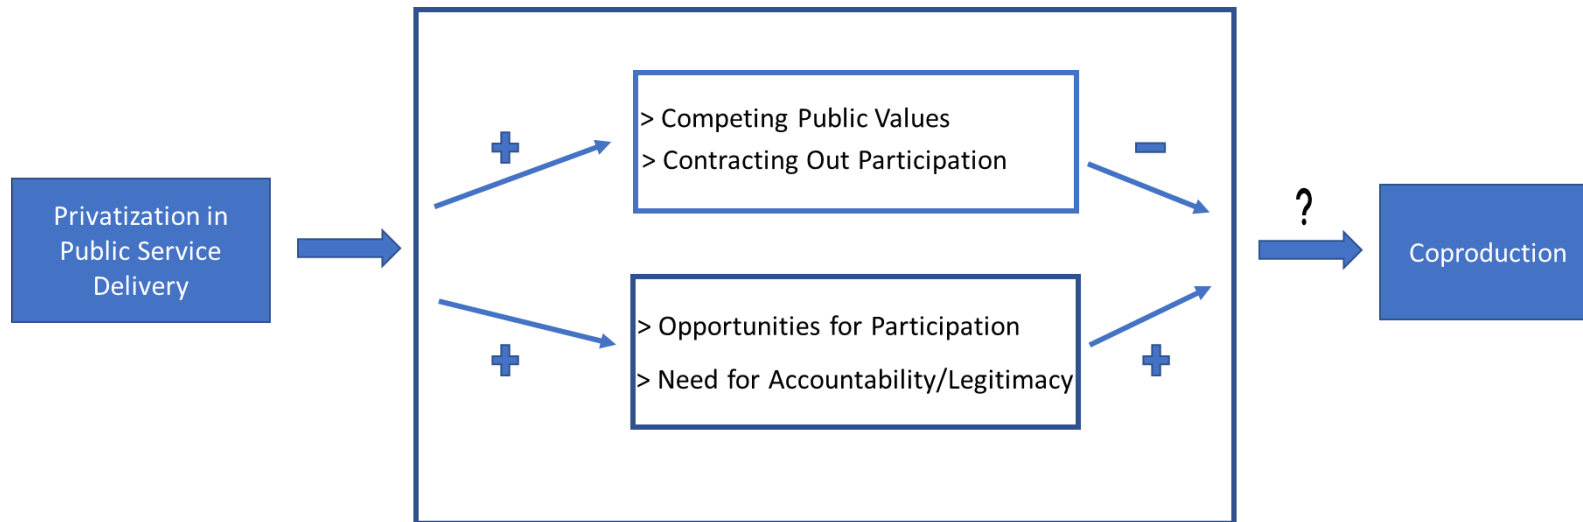 Privatization in
Public Service
Delivery
+
> Competing Public Values
> Contracting Out Participation
−
+
> Opportunities for Participation
> Need for Accountability/Legitimacy
+
?
Coproduction